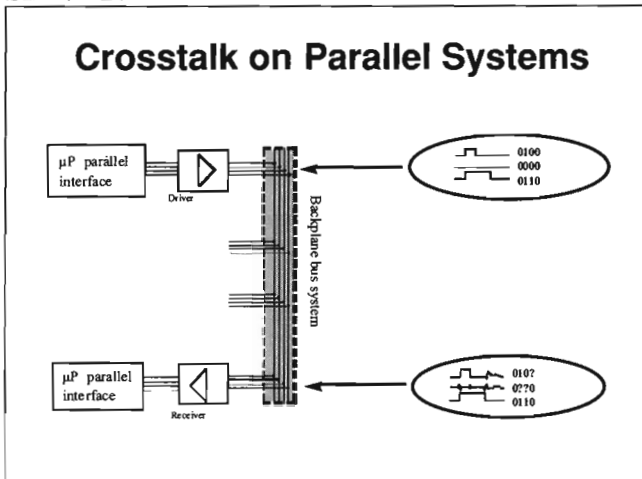 Crosstalk on Parallel Systems
µP parallel
interface
Driver
0100
0000
0110
Backplane bus system
µP parallel
interface
Receiver
010?
0??0
0110